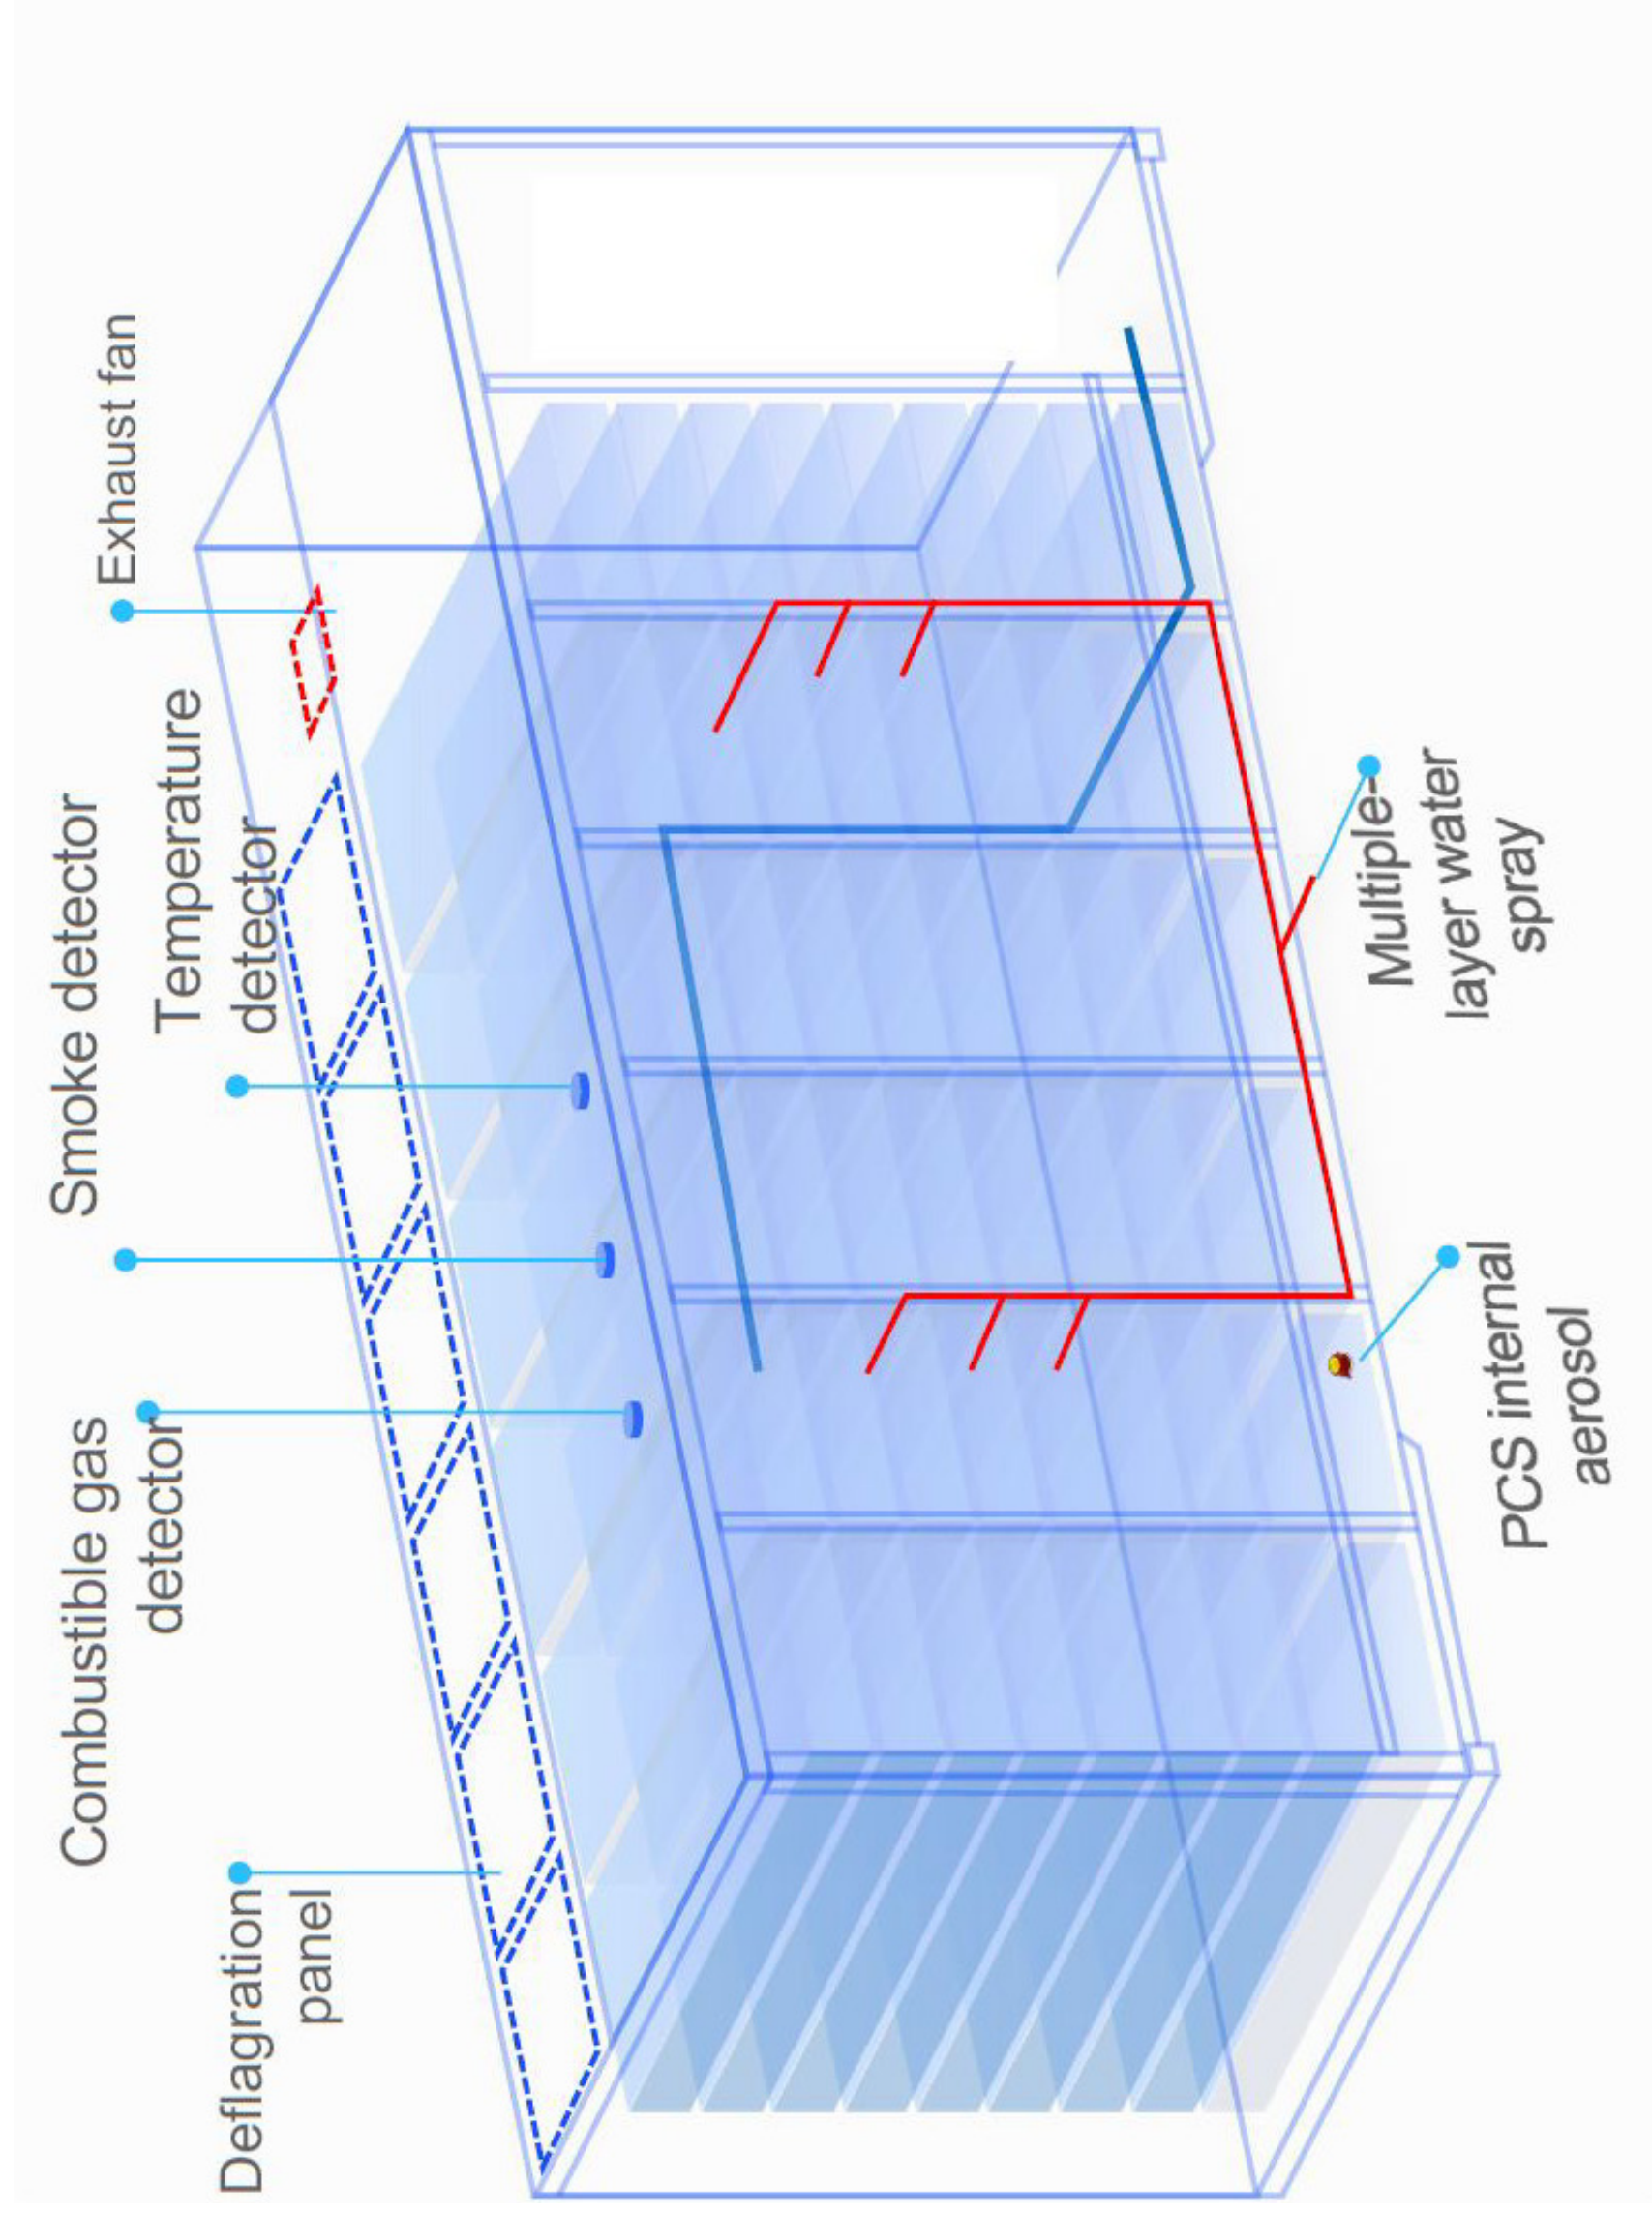 Deflagration
panel
Combustible gas
detector
Smoke detector
Temperature
detector
Exhaust fan
PCS internal
aerosol
Multiple-
layer water
spray